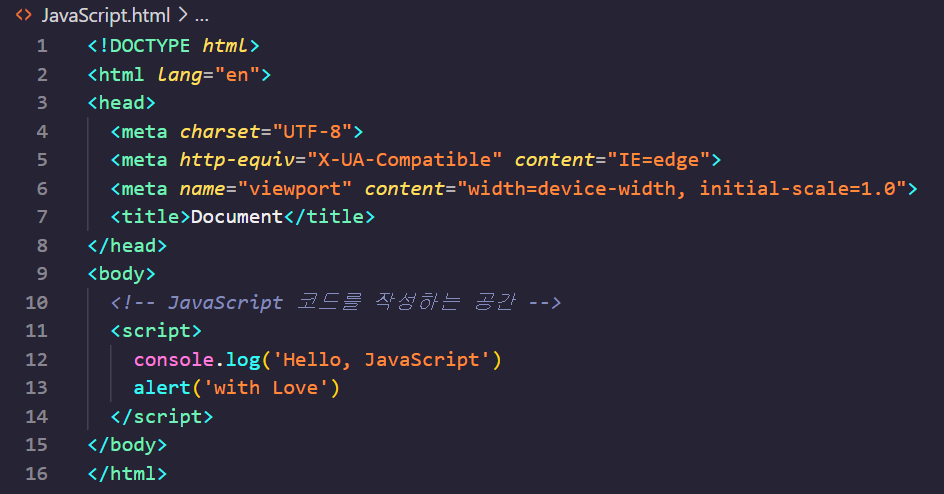 <> JavaScript.html > ...
1 <!DOCTYPE html>
2 <html lang="en">
3 <head>
4   <meta charset="UTF-8">
5   <meta http-equiv="X-UA-Compatible" content="IE=edge">
6   <meta name="viewport" content="width=device-width, initial-scale=1.0">
7   <title>Document</title>
8 </head>
9 <body>
10   <!-- JavaScript 코드를 작성하는 공간 -->
11   <script>
12     console.log('Hello, JavaScript')
13     alert('with Love')
14   </script>
15 </body>
16 </html>